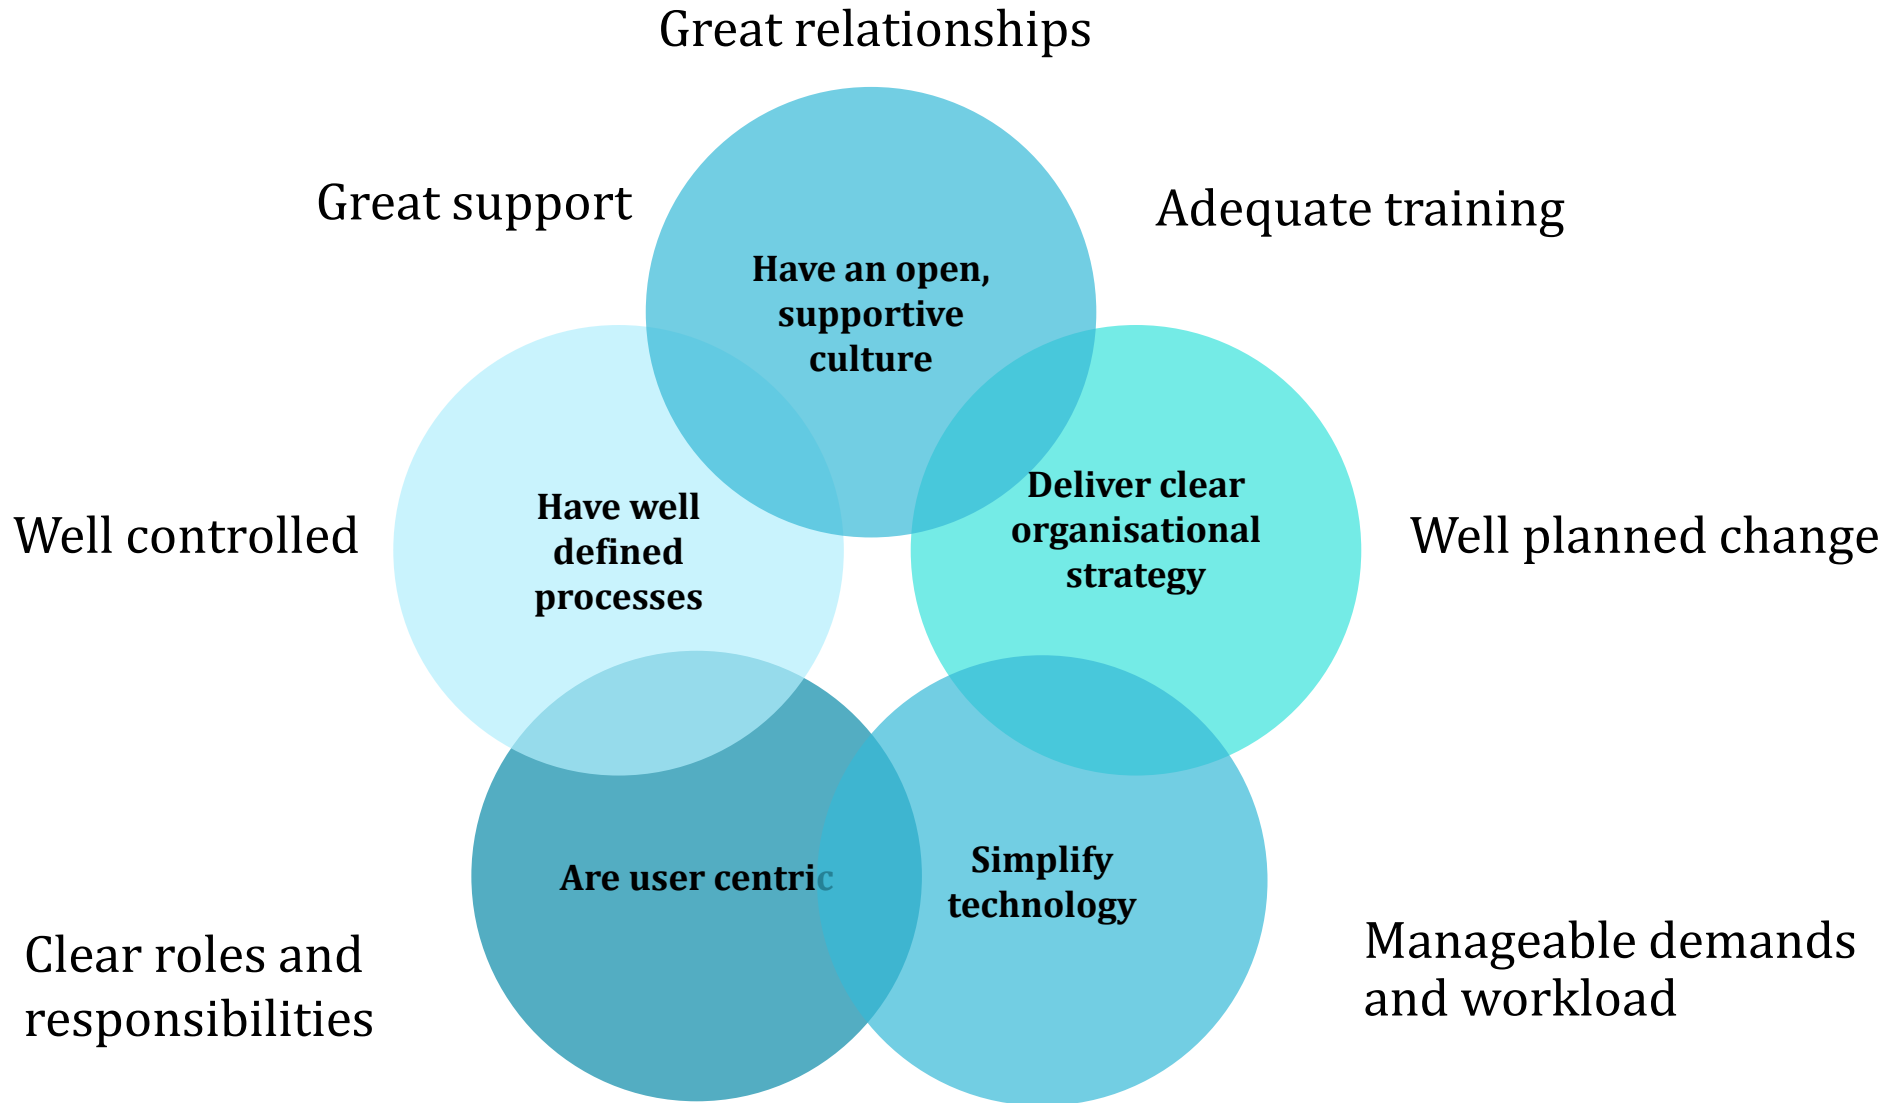 Great relationships
Great support
Adequate training
Have an open,
supportive
culture
Well controlled
Have well
defined
processes
Deliver clear
organisational
strategy
Well planned change
Are user centric
Simplify
technology
Clear roles and
responsibilities
Manageable demands
and workload